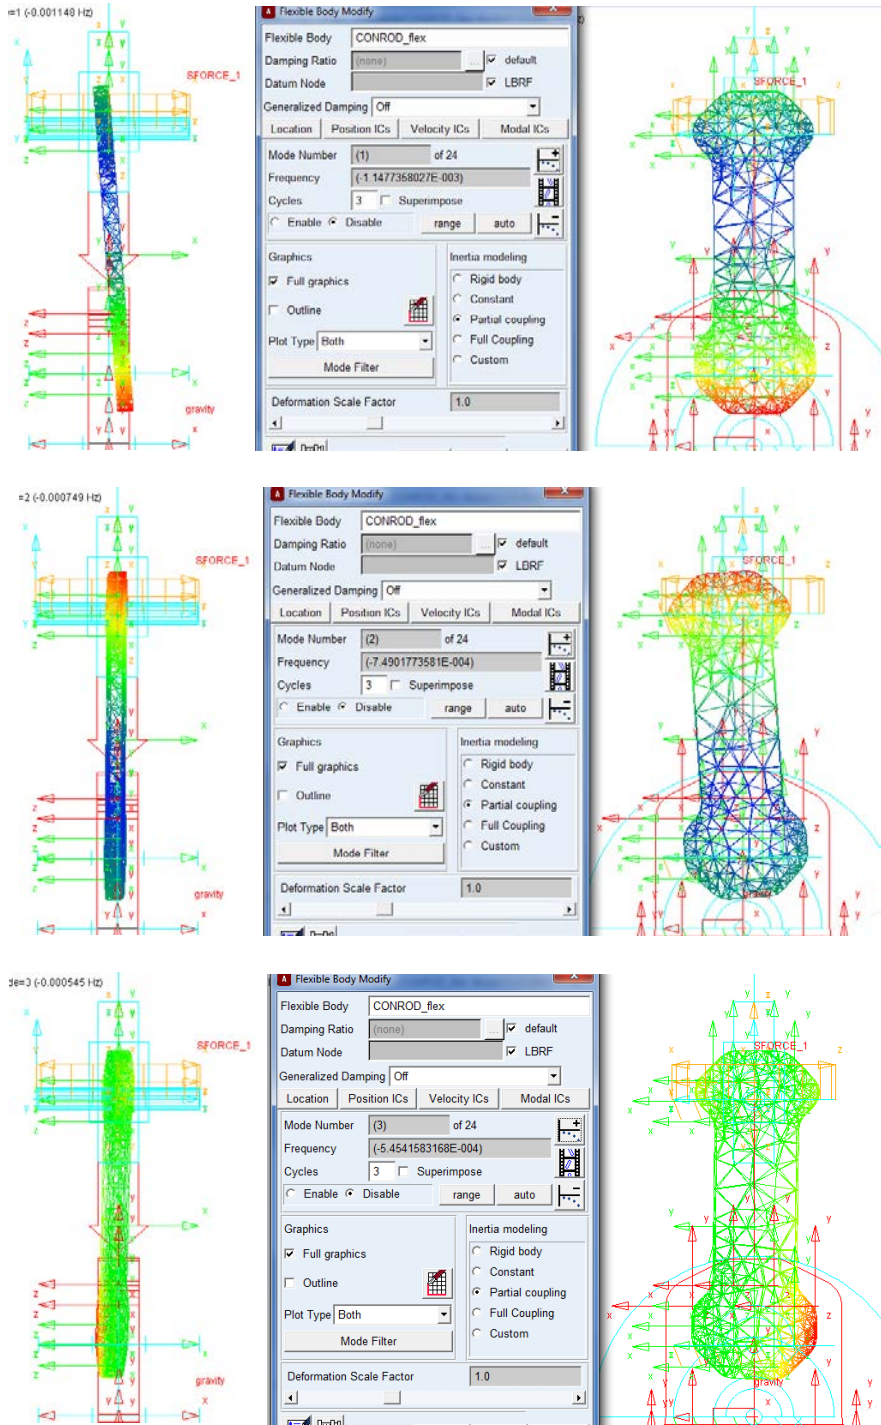 =1 (-0.001148 Hz)
SFORCE_1
gravity
Flexible Body Modify
Flexible Body CONROD_flex
Damping Ratio (none) ... default
Datum Node LBRF
Generalized Damping Off
Location Position ICs Velocity ICs Modal ICs
Mode Number (1) of 24
Frequency (-1.1477358027E-003)
Cycles 3 Superimpose
Enable Disable range auto
Graphics Inertia modeling
Full graphics Rigid body
Outline Constant
Partial coupling
Plot Type Both Full Coupling
Mode Filter Custom
Deformation Scale Factor 1.0
SFORCE_1
=2 (-0.000749 Hz)
SFORCE_1
gravity
Flexible Body Modify
Flexible Body CONROD_flex
Damping Ratio (none) ... default
Datum Node LBRF
Generalized Damping Off
Location Position ICs Velocity ICs Modal ICs
Mode Number (2) of 24
Frequency (-7.4901773581E-004)
Cycles 3 Superimpose
Enable Disable range auto
Graphics Inertia modeling
Full graphics Rigid body
Outline Constant
Partial coupling
Plot Type Both Full Coupling
Mode Filter Custom
Deformation Scale Factor 1.0
SFORCE_1
gravity
de=3 (-0.000545 Hz)
SFORCE_1
gravity
Flexible Body Modify
Flexible Body CONROD_flex
Damping Ratio (none) ... default
Datum Node LBRF
Generalized Damping Off
Location Position ICs Velocity ICs Modal ICs
Mode Number (3) of 24
Frequency (-5.4541583168E-004)
Cycles 3 Superimpose
Enable Disable range auto
Graphics Inertia modeling
Full graphics Rigid body
Outline Constant
Partial coupling
Plot Type Both Full Coupling
Mode Filter Custom
Deformation Scale Factor 1.0
SFORCE_1
gravity